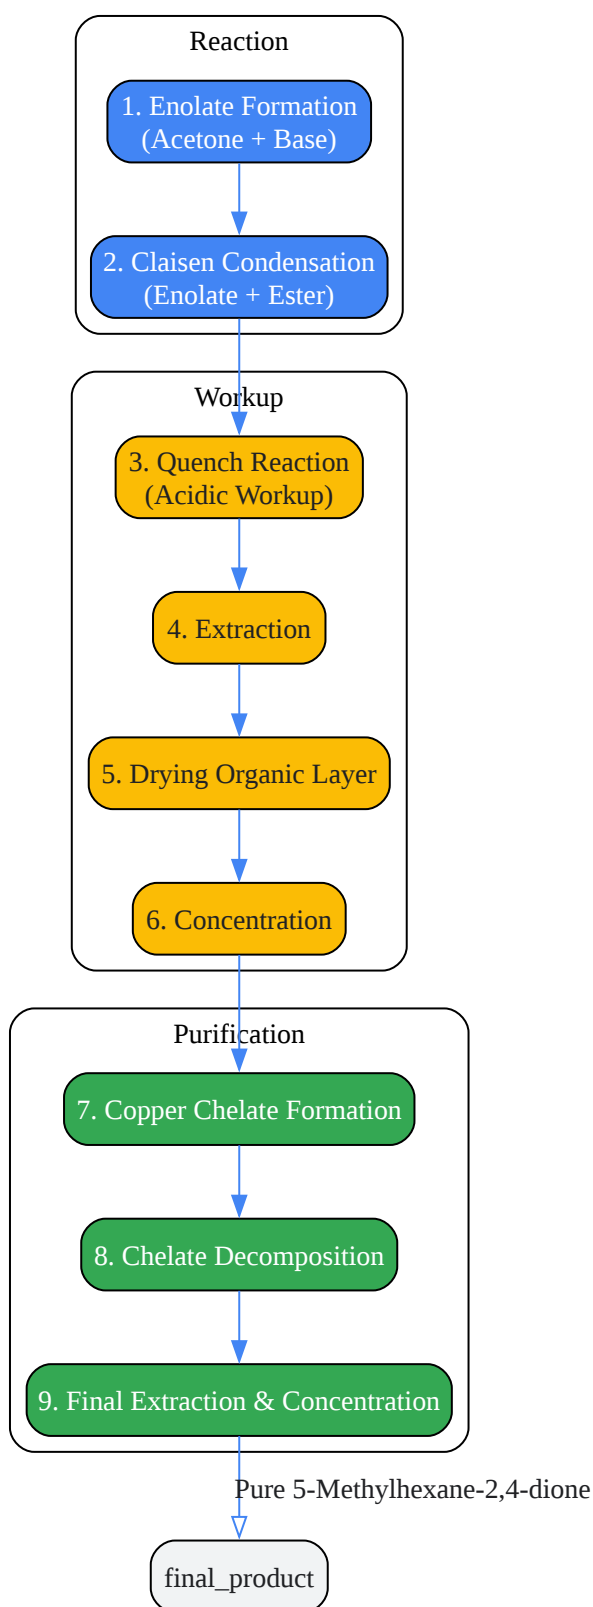 Reaction
1. Enolate Formation
(Acetone + Base)
2. Claisen Condensation
(Enolate + Ester)
Workup
3. Quench Reaction
(Acidic Workup)
4. Extraction
5. Drying Organic Layer
6. Concentration
Purification
7. Copper Chelate Formation
8. Chelate Decomposition
9. Final Extraction & Concentration
Pure 5-Methylhexane-2,4-dione
final_product